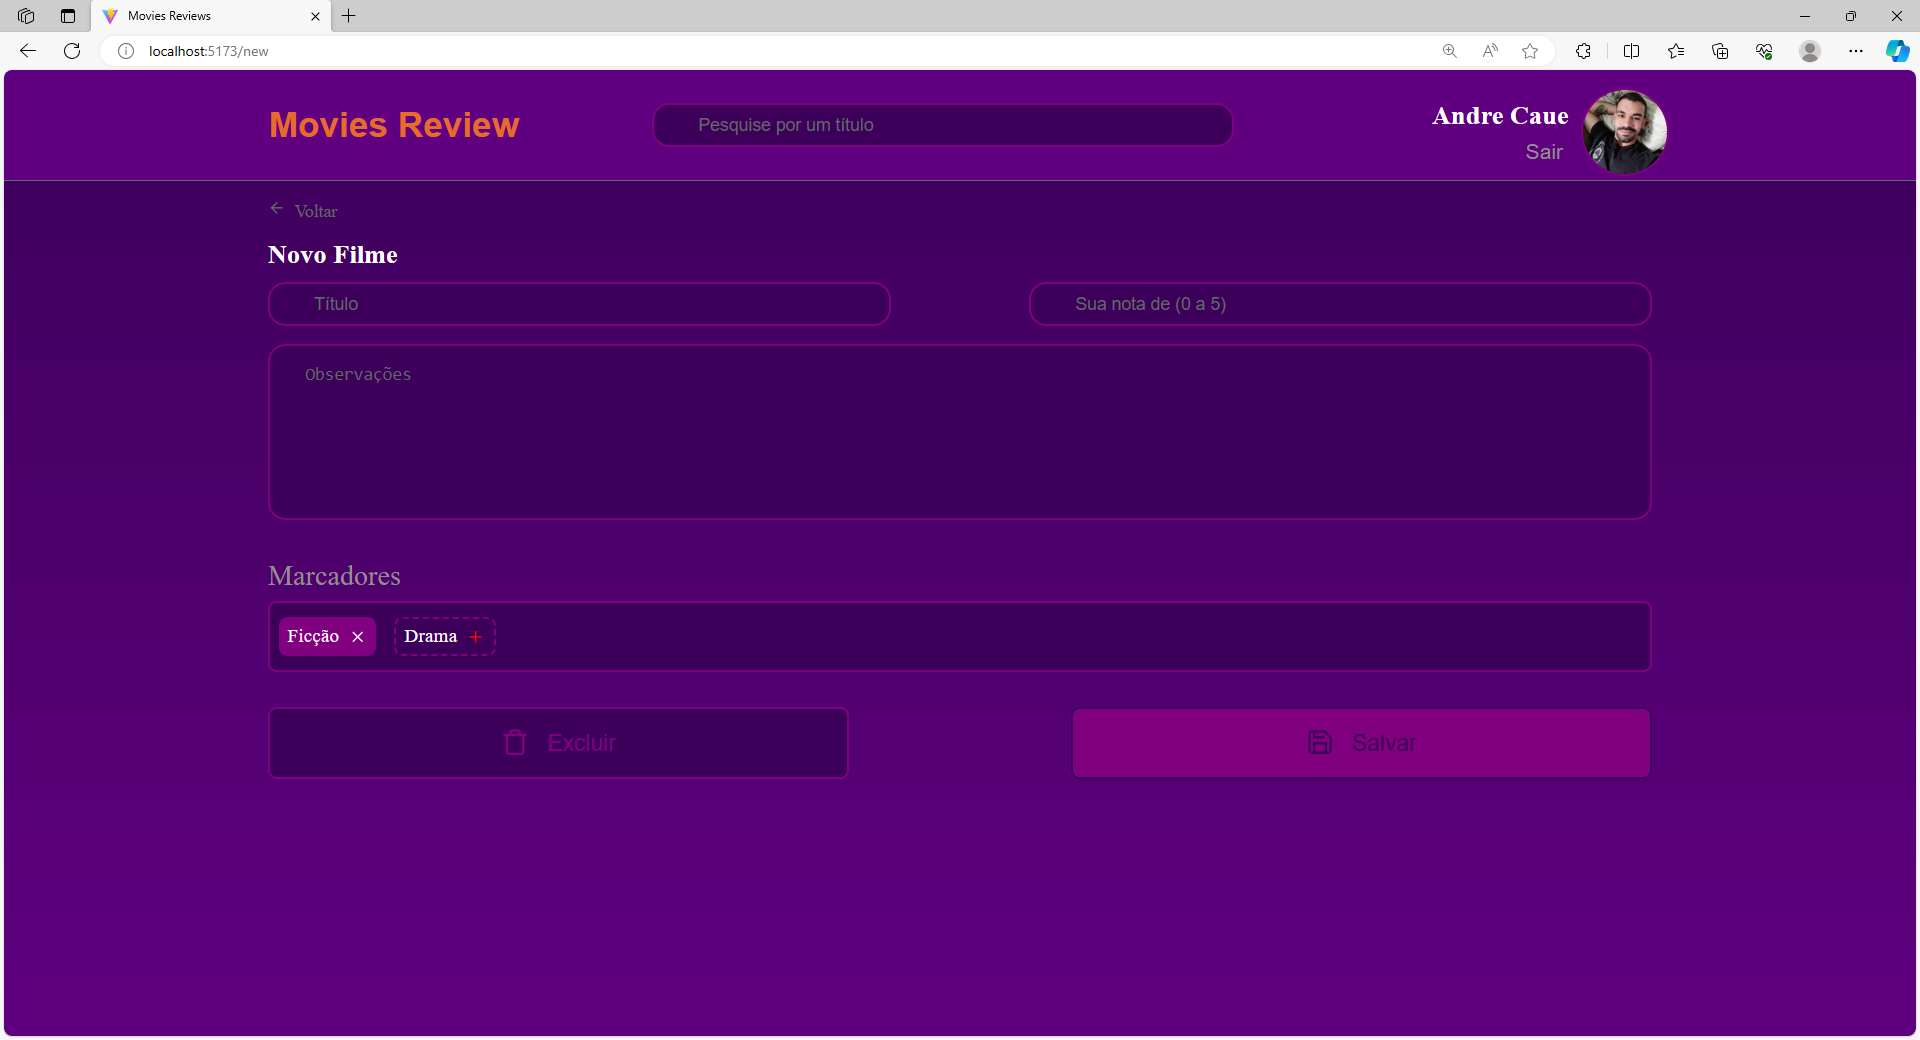 Movies Reviews
localhost:5173/new
Movies Review
Pesquise por um título
Andre Caue
Sair
Voltar
Novo Filme
Título
Sua nota de (0 a 5)
Observações
Marcadores
Ficção
Drama
Excluir
Salvar